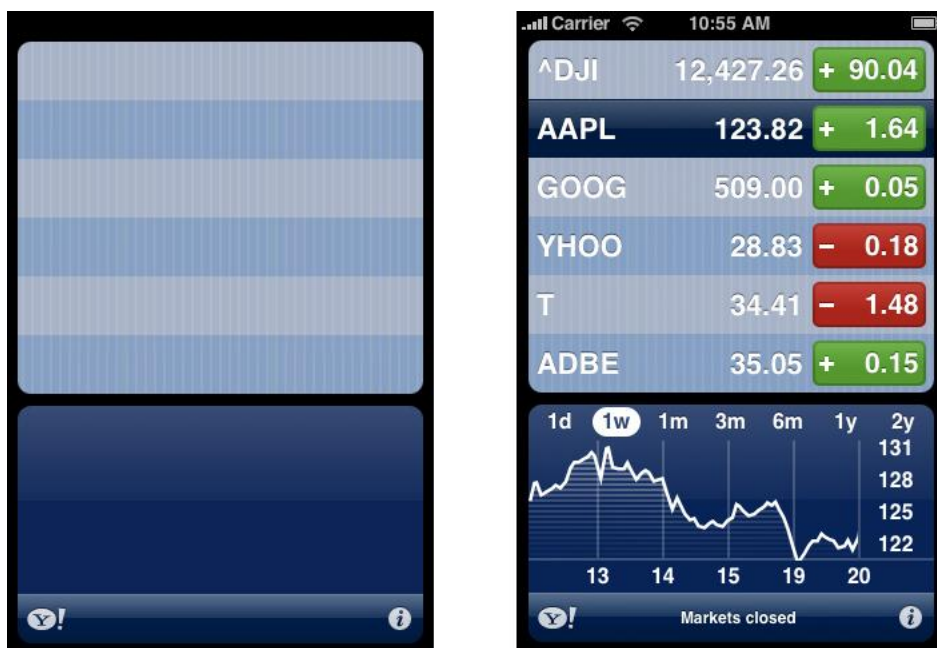 Y!
Carrier 10:55 AM
^DJI 12,427.26 + 90.04
AAPL 123.82 + 1.64
GOOG 509.00 + 0.05
YHOO 28.83 - 0.18
T 34.41 - 1.48
ADBE 35.05 + 0.15
1d 1w 1m 3m 6m 1y 2y
131
128
125
122
13 14 15 19 20
Y! Markets closed i